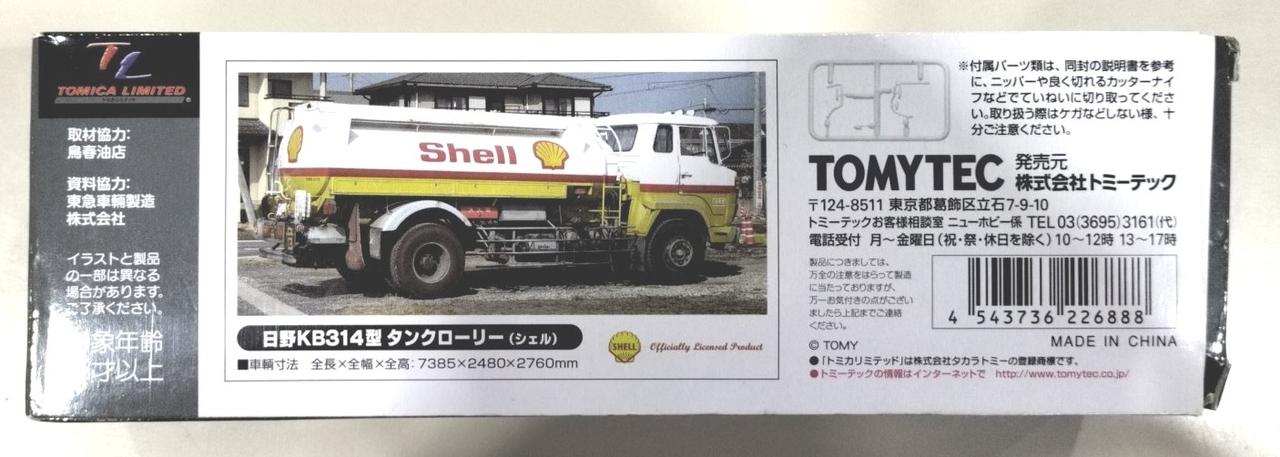 TL
TOMICA LIMITED
取材協力:
鳥春油店
資料協力:
東急車輛製造
株式会社
イラストと製品
の一部は異なる
場合があります。
ご了承ください。
象年齢
才以上
Shell
日野KB314型 タンクローリー(シェル)
■車輌寸法 全長×全幅×全高:7385×2480×2760mm
SHELL
Officially Licensed Product
※付属パーツ類は、同封の説明書を参考
に、ニッパーや良く切れるカッターナイ
フなどでていねいに切り取ってくださ
い。取り扱う際はケガなどしない様、十
分ご注意ください。
TOMYTEC 発売元
株式会社トミーテック
〒124-8511 東京都葛飾区立石7-9-10
トミーテックお客様相談室 ニューホビー係 TEL 03(3695)3161(代)
電話受付 月〜金曜日(祝・祭・休日を除く)10〜12時 13〜17時
製品につきましては、
万全の注意をはらって製造
に当たっておりますが、
万一お気付きの点がござい
ましたら上記までご連絡
ください。
4 543736 226888
© TOMY
MADE IN CHINA
●「トミカリミテッド」は株式会社タカラトミーの登録商標です。
●トミーテックの情報はインターネットで http://www.tomytec.co.jp/